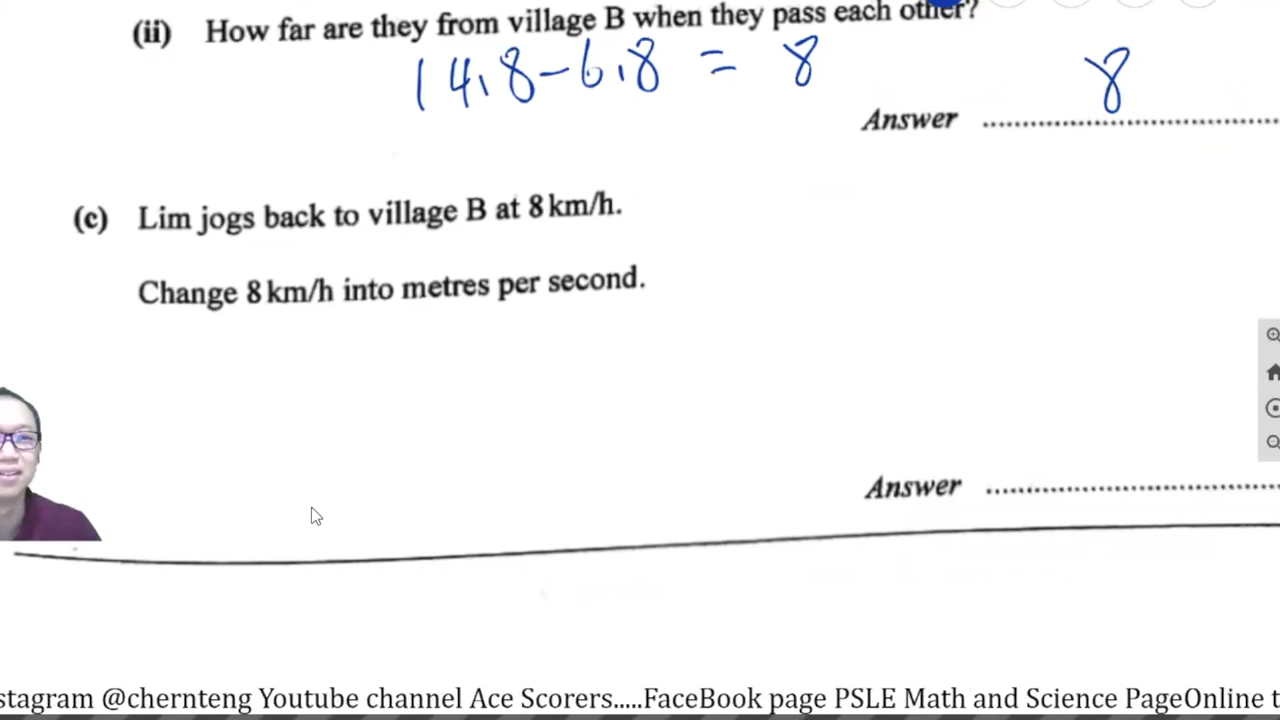 (ii) How far are they from village B when they pass each other?
14.8-6.8 = 8
8
Answer ........................................
(c) Lim jogs back to village B at 8 km/h.
Change 8 km/h into metres per second.
Answer ........................................
stagram @chernteng Youtube channel Ace Scorers.....FaceBook page PSLE Math and Science PageOnline t